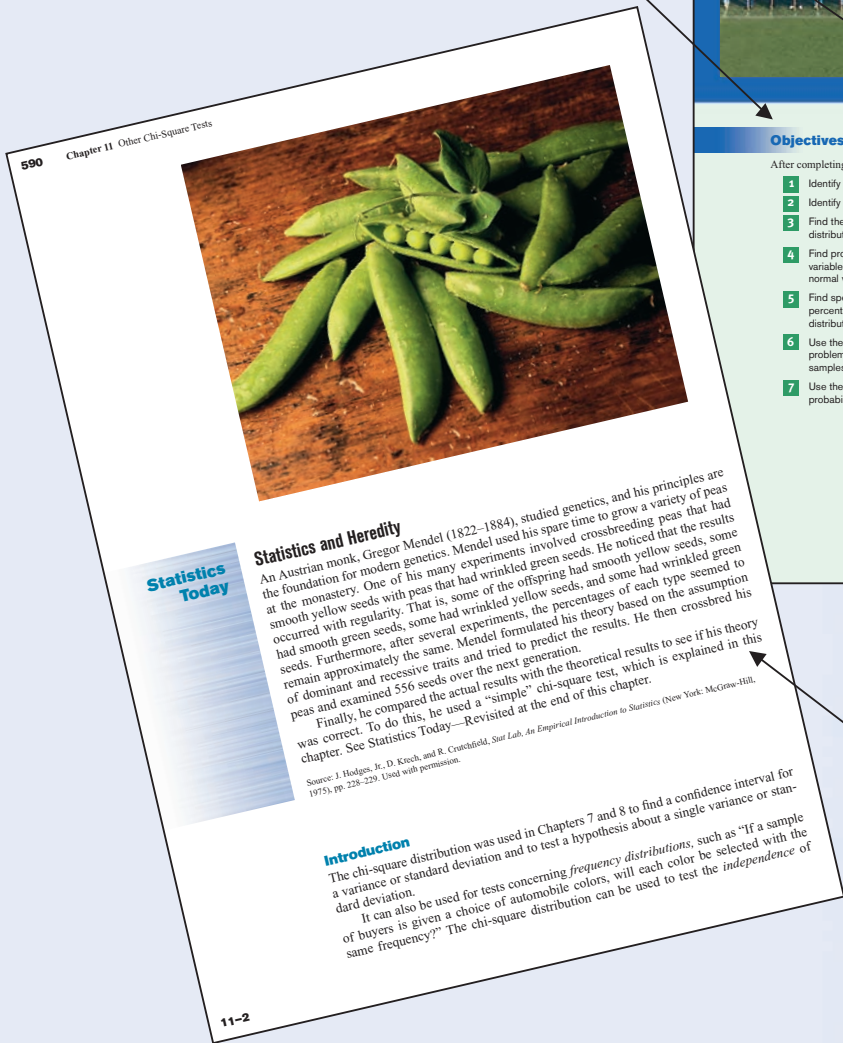 590 Chapter 11 Other Chi-Square Tests
Statistics
Today
Statistics and Heredity
An Austrian monk, Gregor Mendel (1822–1884), studied genetics, and his principles are
the foundation for modern genetics. Mendel used his spare time to grow a variety of peas
at the monastery. One of his many experiments involved crossbreeding peas that had
smooth yellow seeds with peas that had wrinkled green seeds. He noticed that the results
occurred with regularity. That is, some of the offspring had smooth yellow seeds, some
had smooth green seeds, some had wrinkled yellow seeds, and some had wrinkled green
seeds. Furthermore, after several experiments, the percentages of each type seemed to
remain approximately the same. Mendel formulated his theory based on the assumption
of dominant and recessive traits and tried to predict the results. He then crossbred his
peas and examined 556 seeds over the next generation.
Finally, he compared the actual results with the theoretical results to see if his theory
was correct. To do this, he used a “simple” chi-square test, which is explained in this
chapter. See Statistics Today—Revisited at the end of this chapter.
Source: J. Hodges, Jr., D. Krech, and R. Crutchfield, Stat Lab, An Empirical Introduction to Statistics (New York: McGraw-Hill,
1975), pp. 228–229. Used with permission.
Introduction
The chi-square distribution was used in Chapters 7 and 8 to find a confidence interval for
a variance or standard deviation and to test a hypothesis about a single variance or stan-
dard deviation.
It can also be used for tests concerning frequency distributions, such as “If a sample
of buyers is given a choice of automobile colors, will each color be selected with the
same frequency?” The chi-square distribution can be used to test the independence of
11–2
Objectives
After completing
1 Identify
2 Identify
3 Find the
distribut
4 Find pro
variable
normal
5 Find spe
percent
distribut
6 Use the
problem
samples
7 Use the
probabi